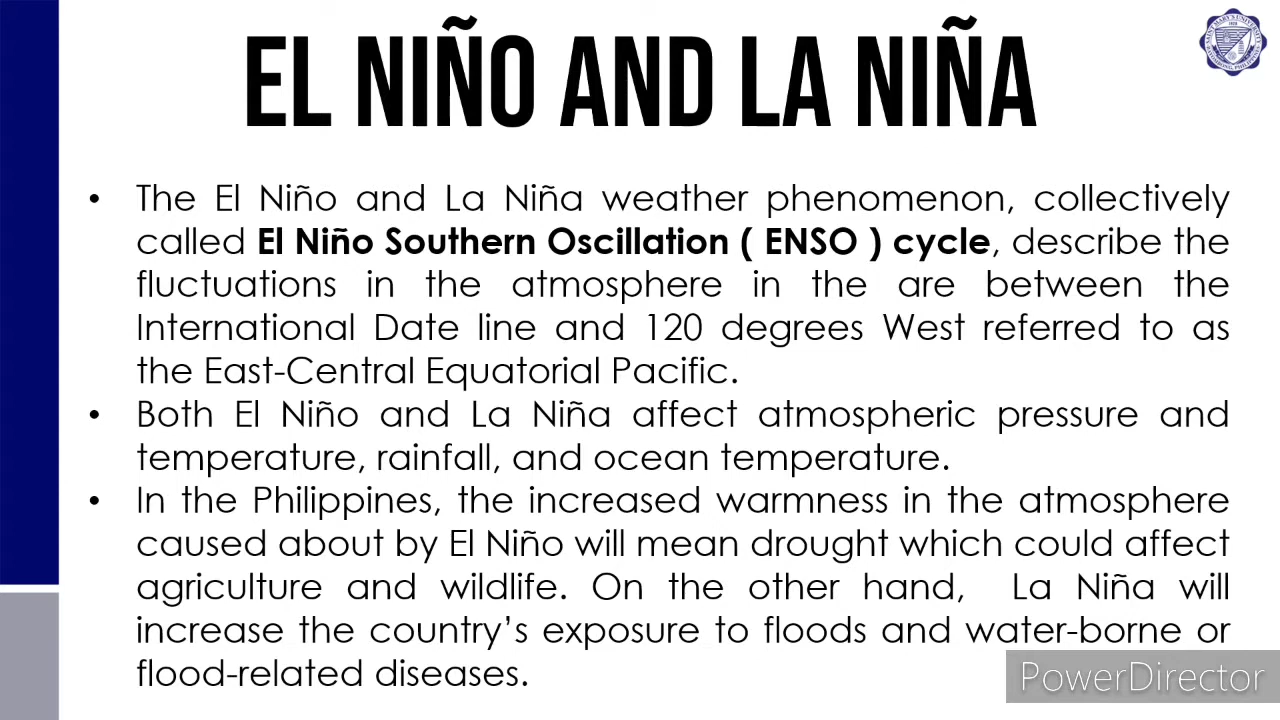 EL NIÑO AND LA NIÑA
• The El Niño and La Niña weather phenomenon, collectively
called El Niño Southern Oscillation ( ENSO ) cycle, describe the
fluctuations in the atmosphere in the are between the
International Date line and 120 degrees West referred to as
the East-Central Equatorial Pacific.
• Both El Niño and La Niña affect atmospheric pressure and
temperature, rainfall, and ocean temperature.
• In the Philippines, the increased warmness in the atmosphere
caused about by El Niño will mean drought which could affect
agriculture and wildlife. On the other hand, La Niña will
increase the country’s exposure to floods and water-borne or
flood-related diseases.
PowerDirector